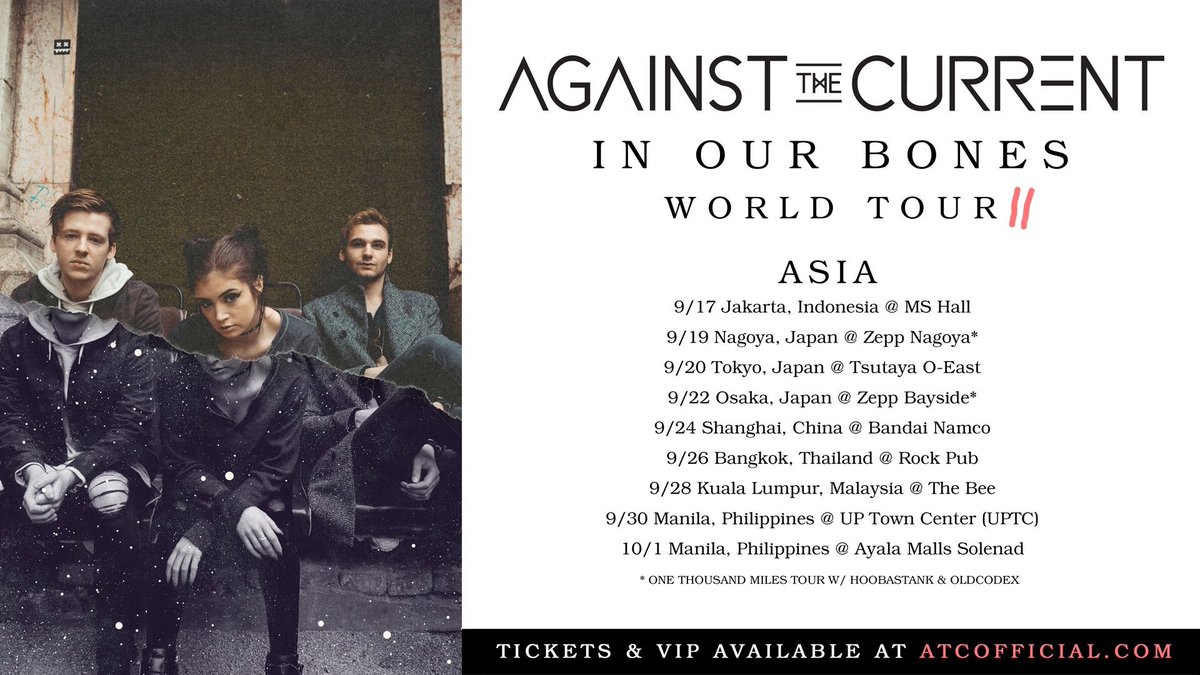 AGAINST THE CURRENT
IN OUR BONES
WORLD TOUR II
ASIA
9/17 Jakarta, Indonesia @ MS Hall
9/19 Nagoya, Japan @ Zepp Nagoya*
9/20 Tokyo, Japan @ Tsutaya O-East
9/22 Osaka, Japan @ Zepp Bayside*
9/24 Shanghai, China @ Bandai Namco
9/26 Bangkok, Thailand @ Rock Pub
9/28 Kuala Lumpur, Malaysia @ The Bee
9/30 Manila, Philippines @ UP Town Center (UPTC)
10/1 Manila, Philippines @ Ayala Malls Solenad
* ONE THOUSAND MILES TOUR W/ HOOBASTANK & OLDCODEX
TICKETS & VIP AVAILABLE AT ATCOFFICIAL.COM